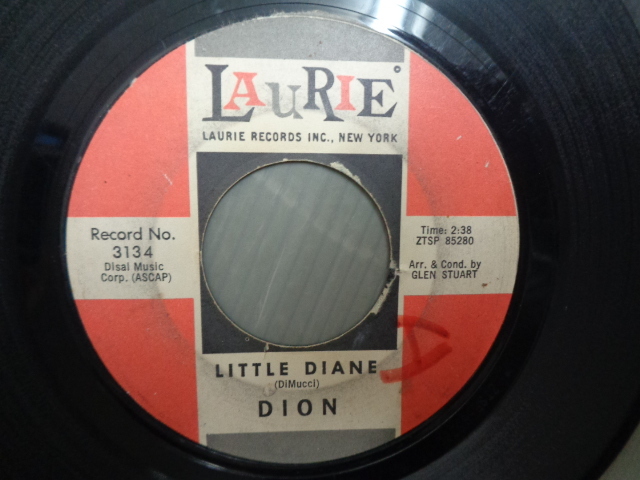 LAURIE©
LAURIE RECORDS INC., NEW YORK
Record No.
3134
Disal Music
Corp. (ASCAP)
Time: 2:38
ZTSP 85280
Arr. & Cond. by
GLEN STUART
LITTLE DIANE
(DiMucci)
DION
A